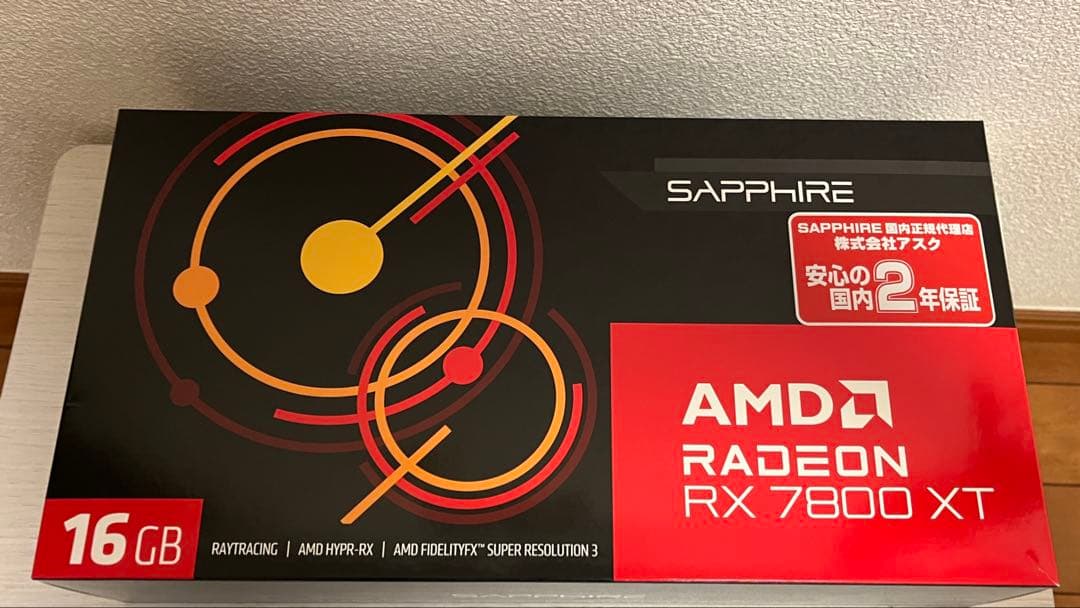 SAPPHIRE
SAPPHIRE 国内正規代理店
株式会社アスク
安心の
国内2年保証
AMD
RADEON
RX 7800 XT
16GB
RAYTRACING | AMD HYPR-RX | AMD FIDELITYFX™ SUPER RESOLUTION 3
SAPPHIRE